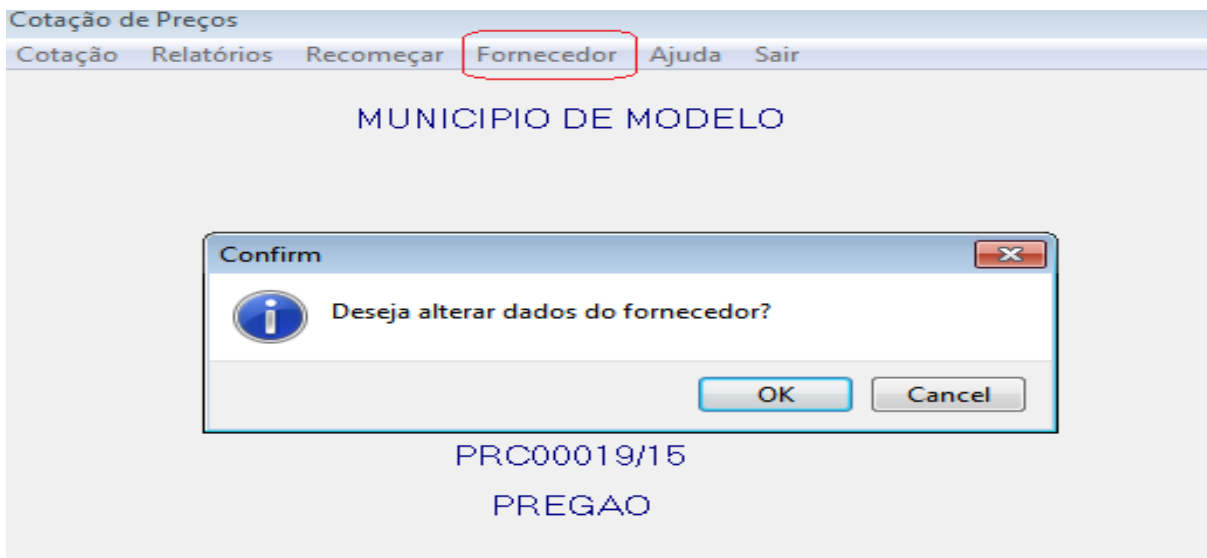 Cotação de Preços
Cotação Relatórios Recomeçar Fornecedor Ajuda Sair
MUNICIPIO DE MODELO
Confirm
Deseja alterar dados do fornecedor?
OK Cancel
PRC00019/15
PREGAO